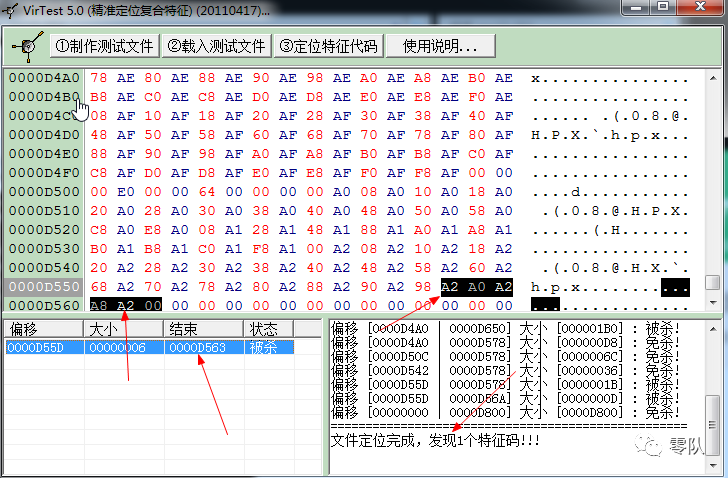 VirTest 5.0 (精准定位复合特征) (20110417)...
①制作测试文件 ②载入测试文件 ③定位特征代码 使用说明...
0000D4A0 78 AE 80 AE 88 AE 90 AE 98 AE A0 AE A8 AE B0 AE x...............
0000D4B0 B8 AE C0 AE C8 AE D0 AE D8 AE E0 AE E8 AE F0 AE ................
0000D4C0 08 AF 10 AF 18 AF 20 AF 28 AF 30 AF 38 AF 40 AF ...... .(.0.8.@.
0000D4D0 48 AF 50 AF 58 AF 60 AF 68 AF 70 AF 78 AF 80 AF H.P.X.`.h.p.x...
0000D4E0 88 AF 90 AF 98 AF A0 AF A8 AF B0 AF B8 AF C0 AF ................
0000D4F0 C8 AF D0 AF D8 AF E0 AF E8 AF F0 AF F8 AF 00 00 ................
0000D500 00 E0 00 00 64 00 00 00 00 A0 08 A0 10 A0 18 A0 ....d...........
0000D510 20 A0 28 A0 30 A0 38 A0 40 A0 48 A0 50 A0 58 A0 .(.0.8.@.H.P.X.
0000D520 C8 A0 D8 A0 E8 A0 08 A1 28 A1 48 A1 88 A1 A8 A1 ........(.H.....
0000D530 B0 A1 B8 A1 C0 A1 F8 A1 00 A2 08 A2 10 A2 18 A2 ................
0000D540 20 A2 28 A2 30 A2 38 A2 40 A2 48 A2 58 A2 60 A2 .(.0.8.@.H.X.`.
0000D550 68 A2 70 A2 78 A2 80 A2 88 A2 90 A2 98 A2 A0 A2 h.p.x...........
0000D560 A8 A2 00 00 00 00 00 00 00 00 00 00 00 00 00 00 ................
偏移 大小 结束 状态
0000D55D 00000006 0000D563 被杀
偏移 [0000D4A0 | 0000D650] 大小 [000001B0] : 被杀!
偏移 [0000D4A0 | 0000D578] 大小 [000000D8] : 免杀!
偏移 [0000D50C | 0000D578] 大小 [0000006C] : 免杀!
偏移 [0000D542 | 0000D578] 大小 [00000036] : 免杀!
偏移 [0000D55D | 0000D578] 大小 [0000001B] : 被杀!
偏移 [0000D55D | 0000D56A] 大小 [0000000D] : 被杀!
偏移 [00000000 | 0000D800] 大小 [0000D800] : 免杀!
========================================
文件定位完成，发现1个特征码!!!
零队